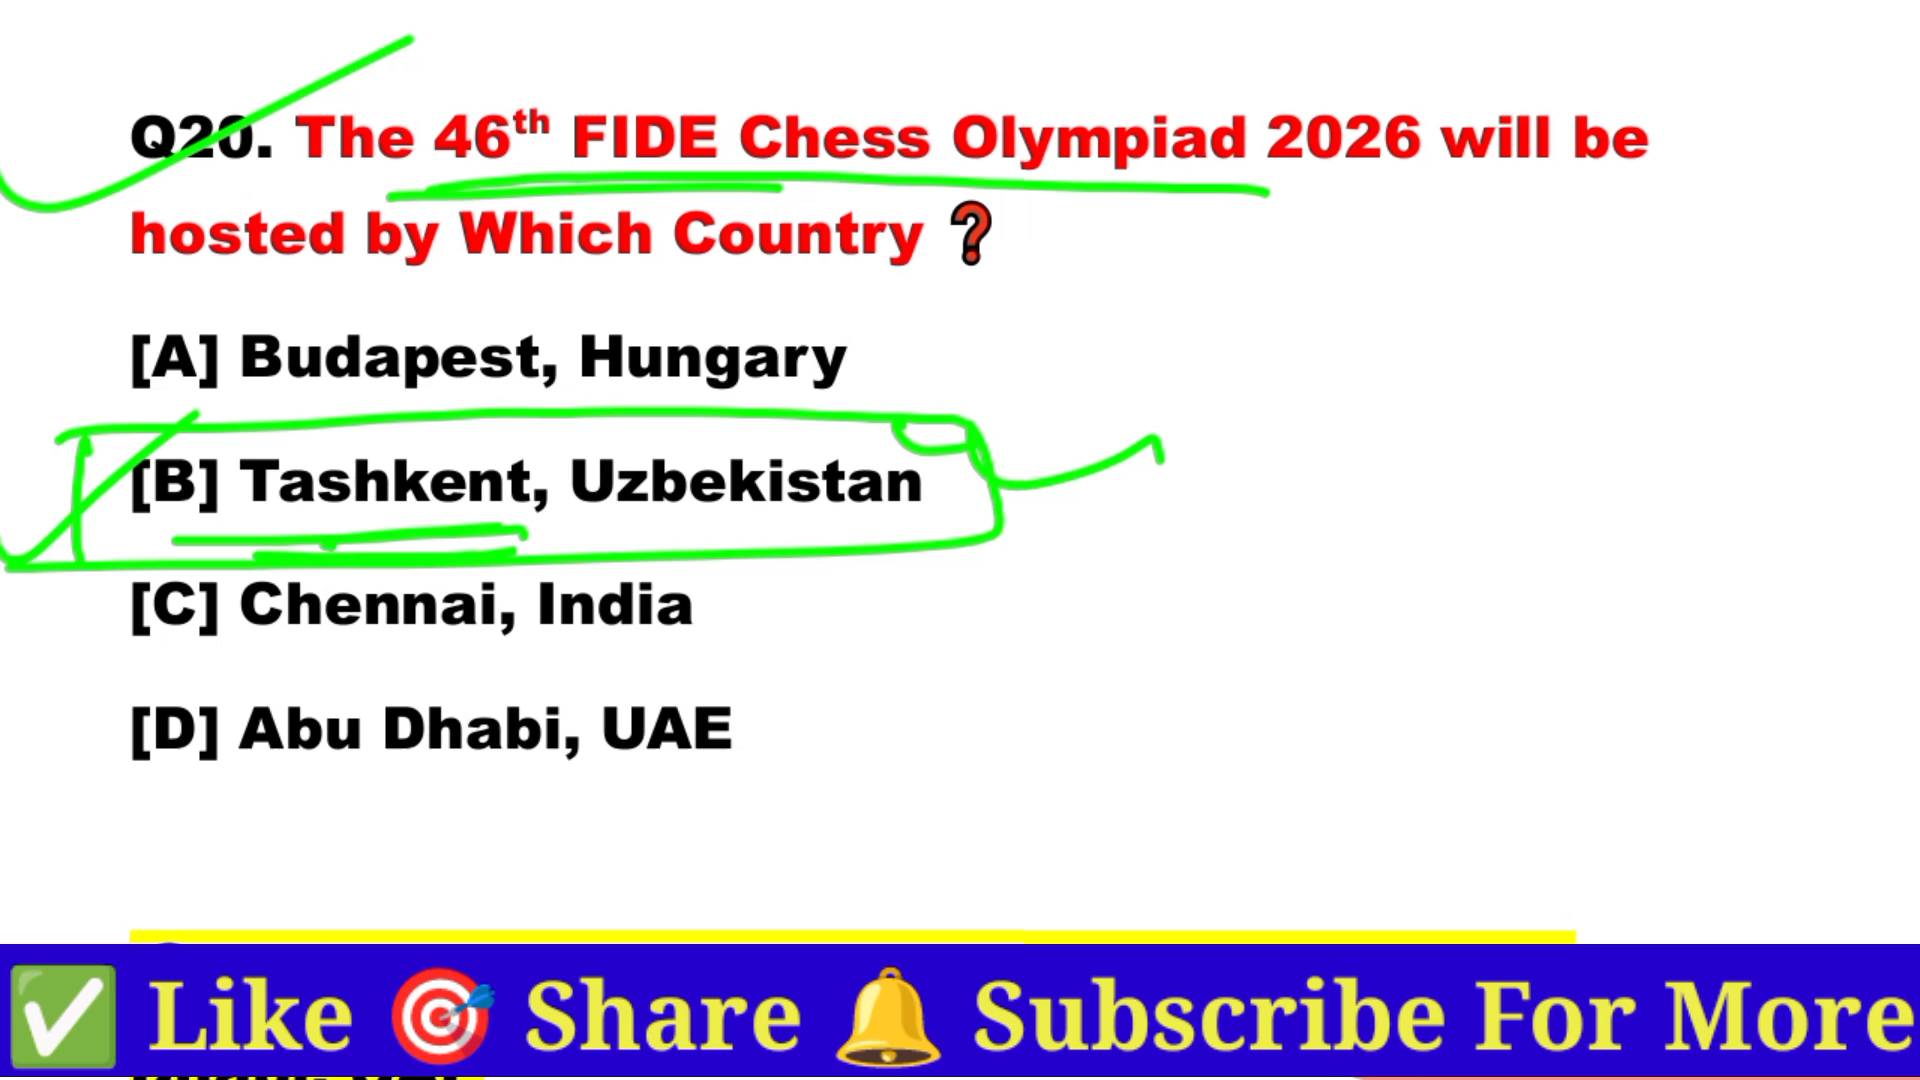 Q20. The 46th FIDE Chess Olympiad 2026 will be
hosted by Which Country ❓
[A] Budapest, Hungary
[B] Tashkent, Uzbekistan
[C] Chennai, India
[D] Abu Dhabi, UAE
✅ Like 🎯 Share 🔔 Subscribe For More